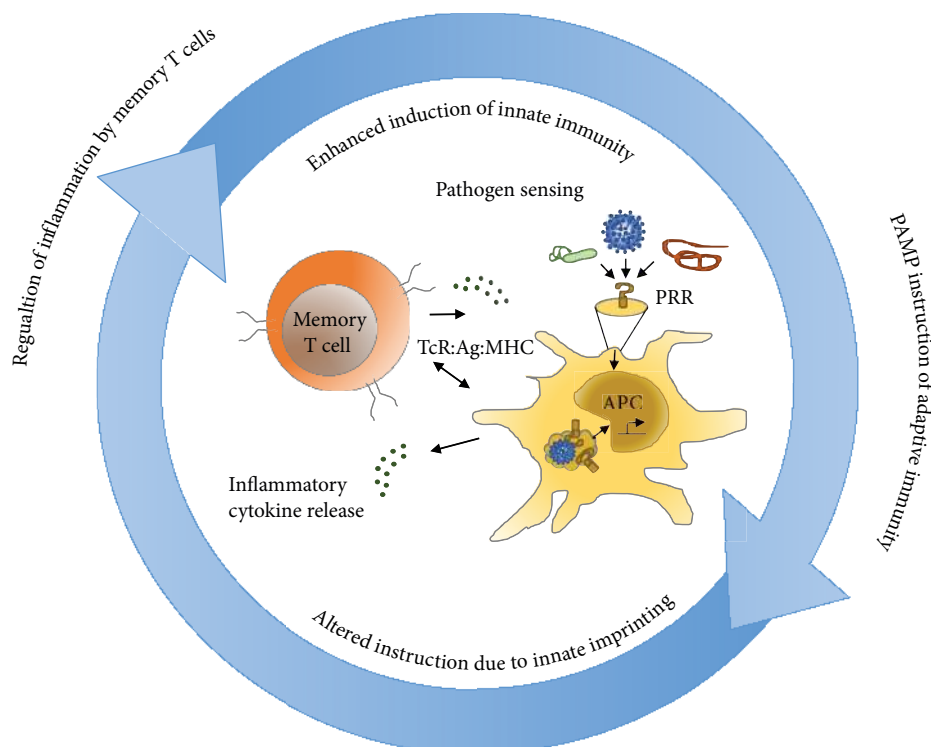 Regualtion of inflammation by memory T cells
Enhanced induction of innate immunity
Pathogen sensing
PRR
PAMP instruction of adaptive immunity
Memory
T cell
TcR:Ag:MHC
APC
Inflammatory
cytokine release
Altered instruction due to innate imprinting